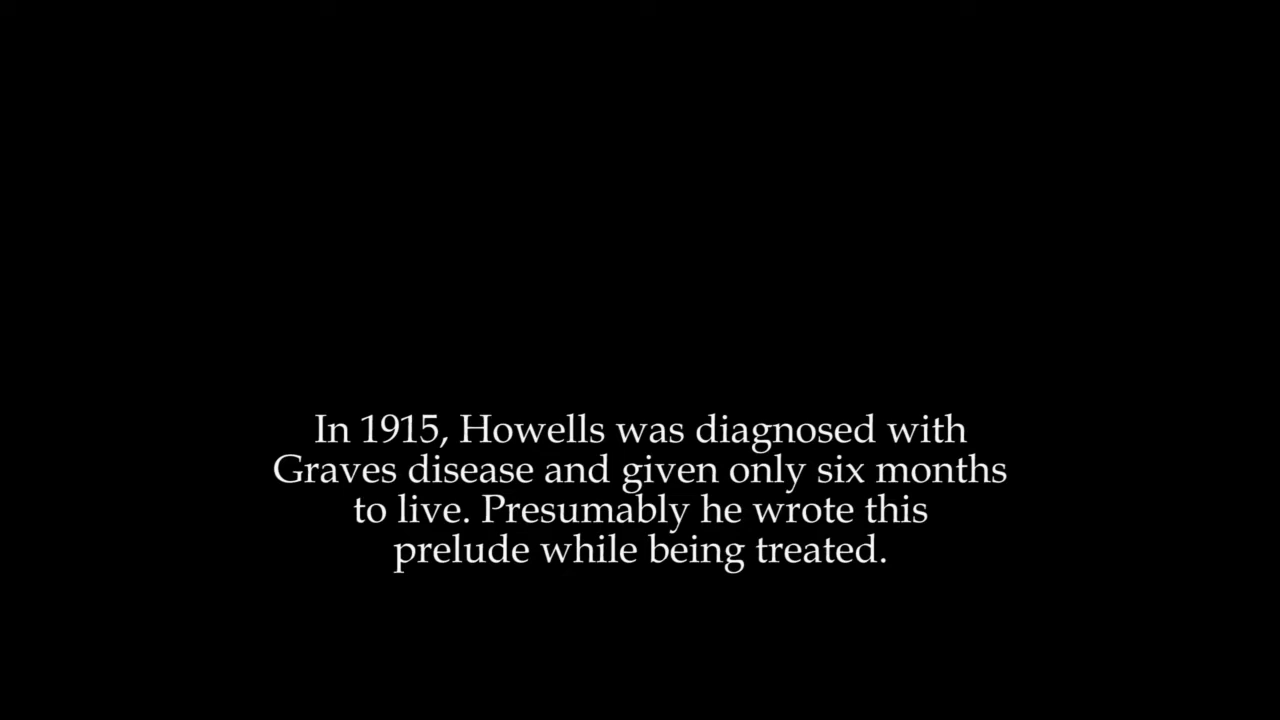 In 1915, Howells was diagnosed with
Graves disease and given only six months
to live. Presumably he wrote this
prelude while being treated.